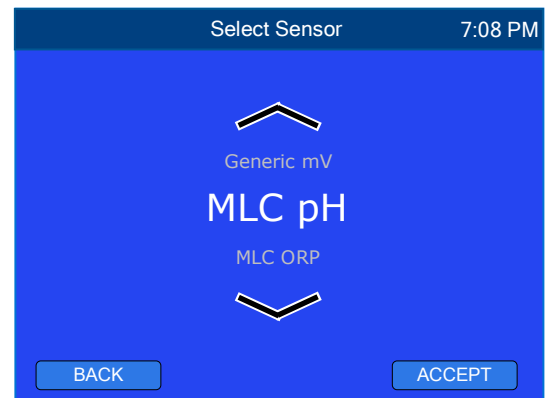 Select Sensor 7:08 PM
Generic mV
MLC pH
MLC ORP
BACK ACCEPT